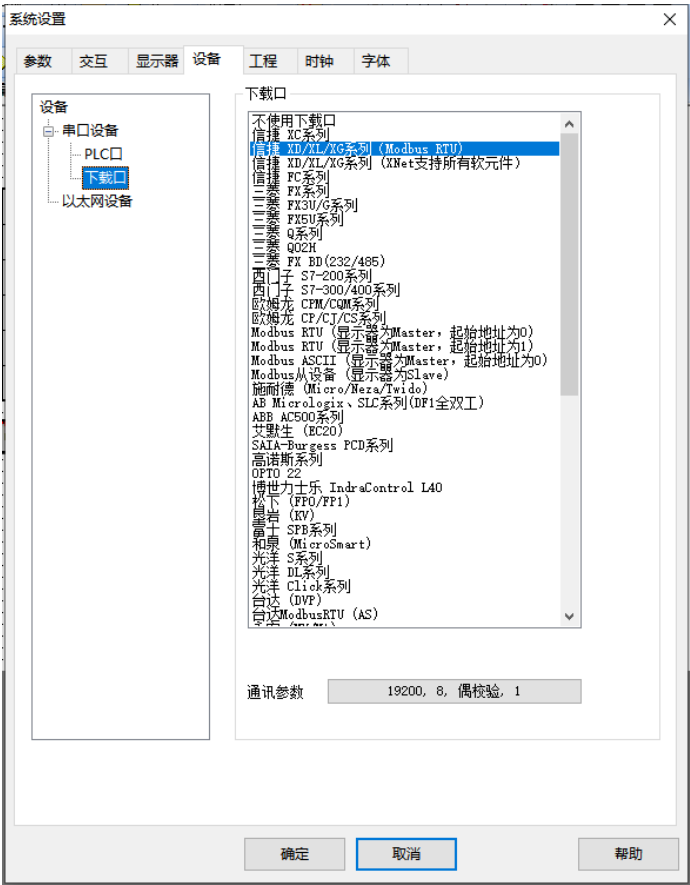 系统设置
参数 交互 显示器 设备 工程 时钟 字体
设备
串口设备
PLC口
下载口
以太网设备
下载口
不使用下载口
信捷 XC系列
信捷 XD/XL/XG系列 (Modbus RTU)
信捷 XD/XL/XG系列 (XNet支持所有软元件)
信捷 FC系列
三菱 FX系列
三菱 FX3U/G系列
三菱 FX5U系列
三菱 Q系列
三菱 Q02H
三菱 FX BD(232/485)
西门子 S7-200系列
西门子 S7-300/400系列
欧姆龙 CPM/CQM系列
欧姆龙 CP/CJ/CS系列
Modbus RTU (显示器为Master，起始地址为0)
Modbus RTU (显示器为Master，起始地址为1)
Modbus ASCII (显示器为Master，起始地址为0)
Modbus从设备 (显示器为Slave)
施耐德 (Micro/Neza/Twido)
AB Micrologix、SLC系列(DF1全双工)
ABB AC500系列
艾默生 (EC20)
SAIA-Burgess PCD系列
高诺斯系列
OPTO 22
博世力士乐 IndraControl L40
松下 (FP0/FP1)
良岩 (KV)
富士 SPB系列
和泉 (MicroSmart)
光洋 S系列
光洋 DL系列
光洋 Click系列
台达 (DVP)
台达ModbusRTU (AS)
通讯参数 19200, 8, 偶校验, 1
确定 取消 帮助